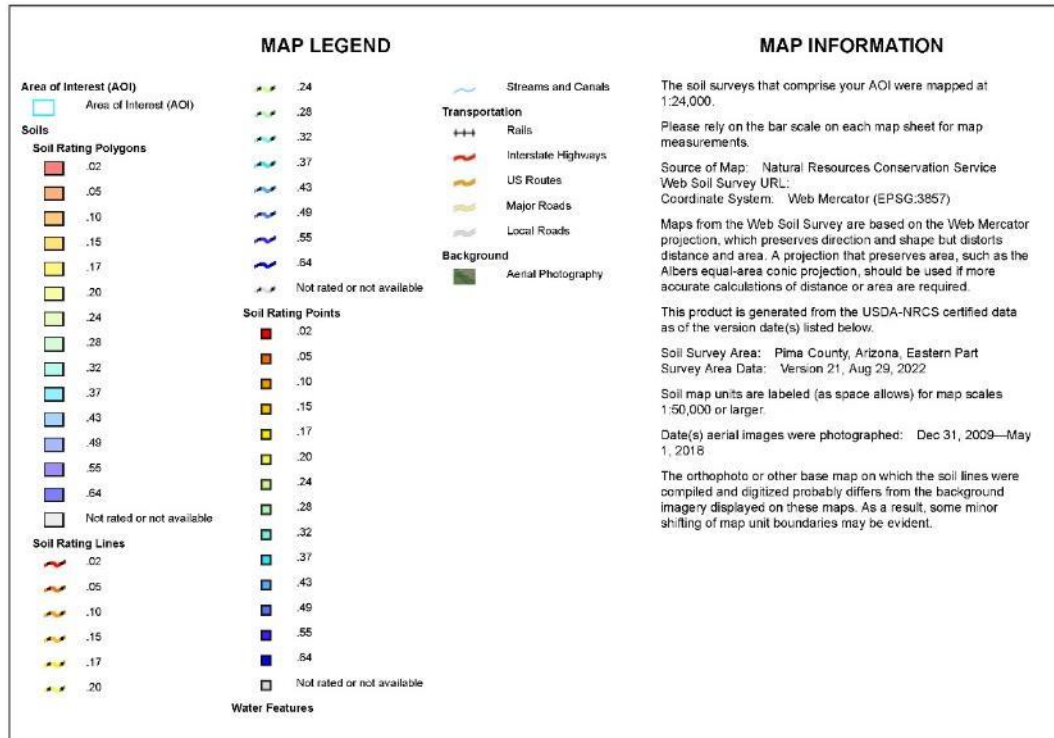 MAP LEGEND
Area of Interest (AOI)
Area of Interest (AOI)
Soils
Soil Rating Polygons
.02
.05
.10
.15
.17
.20
.24
.28
.32
.37
.43
.49
.55
.64
Not rated or not available
Soil Rating Lines
.02
.05
.10
.15
.17
.20
.24
.28
.32
.37
.43
.49
.55
.64
Not rated or not available
Soil Rating Points
.02
.05
.10
.15
.17
.20
.24
.28
.32
.37
.43
.49
.55
.64
Not rated or not available
Water Features
Streams and Canals
Transportation
Rails
Interstate Highways
US Routes
Major Roads
Local Roads
Background
Aerial Photography
MAP INFORMATION
The soil surveys that comprise your AOI were mapped at
1:24,000.
Please rely on the bar scale on each map sheet for map
measurements.
Source of Map: Natural Resources Conservation Service
Web Soil Survey URL:
Coordinate System: Web Mercator (EPSG:3857)
Maps from the Web Soil Survey are based on the Web Mercator
projection, which preserves direction and shape but distorts
distance and area. A projection that preserves area, such as the
Albers equal-area conic projection, should be used if more
accurate calculations of distance or area are required.
This product is generated from the USDA-NRCS certified data
as of the version date(s) listed below.
Soil Survey Area: Pima County, Arizona, Eastern Part
Survey Area Data: Version 21, Aug 29, 2022
Soil map units are labeled (as space allows) for map scales
1:50,000 or larger.
Date(s) aerial images were photographed: Dec 31, 2009—May
1, 2018
The orthophoto or other base map on which the soil lines were
compiled and digitized probably differs from the background
imagery displayed on these maps. As a result, some minor
shifting of map unit boundaries may be evident.